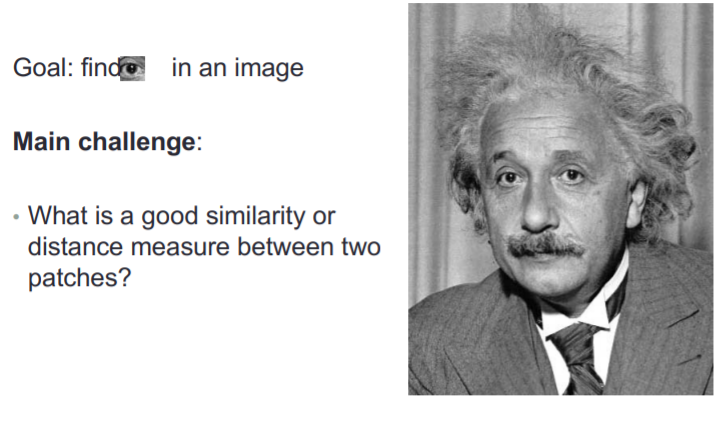 Goal: find in an image
Main challenge:
• What is a good similarity or
distance measure between two
patches?